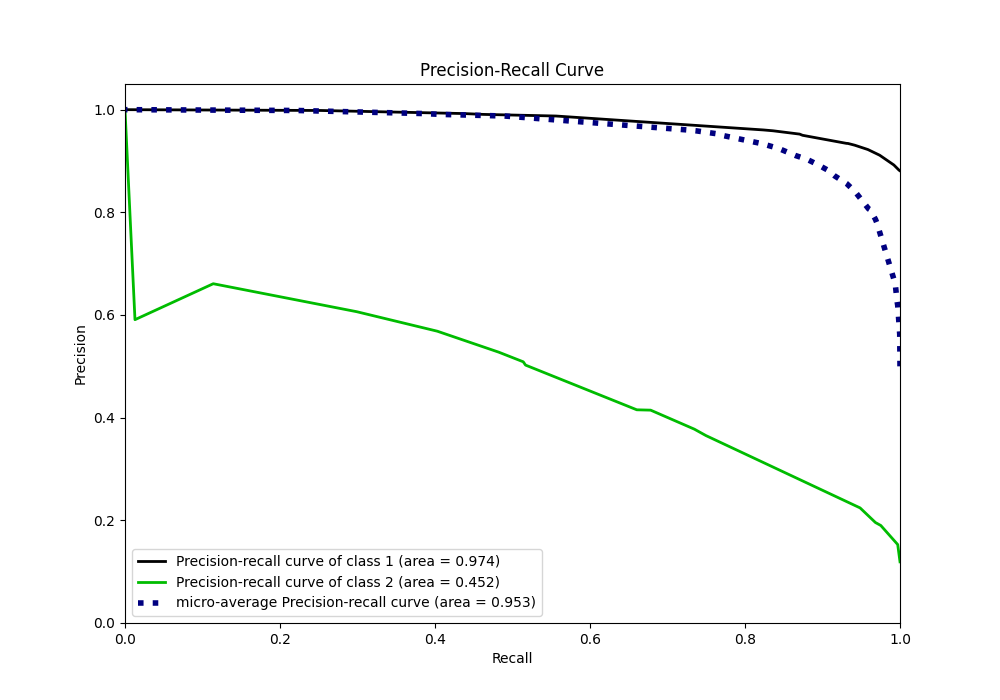 Precision-Recall Curve
1.0
0.8
0.6
0.4
0.2
0.0
Precision
Precision-recall curve of class 1 (area = 0.974)
Precision-recall curve of class 2 (area = 0.452)
micro-average Precision-recall curve (area = 0.953)
0.0 0.2 0.4 0.6 0.8 1.0
Recall